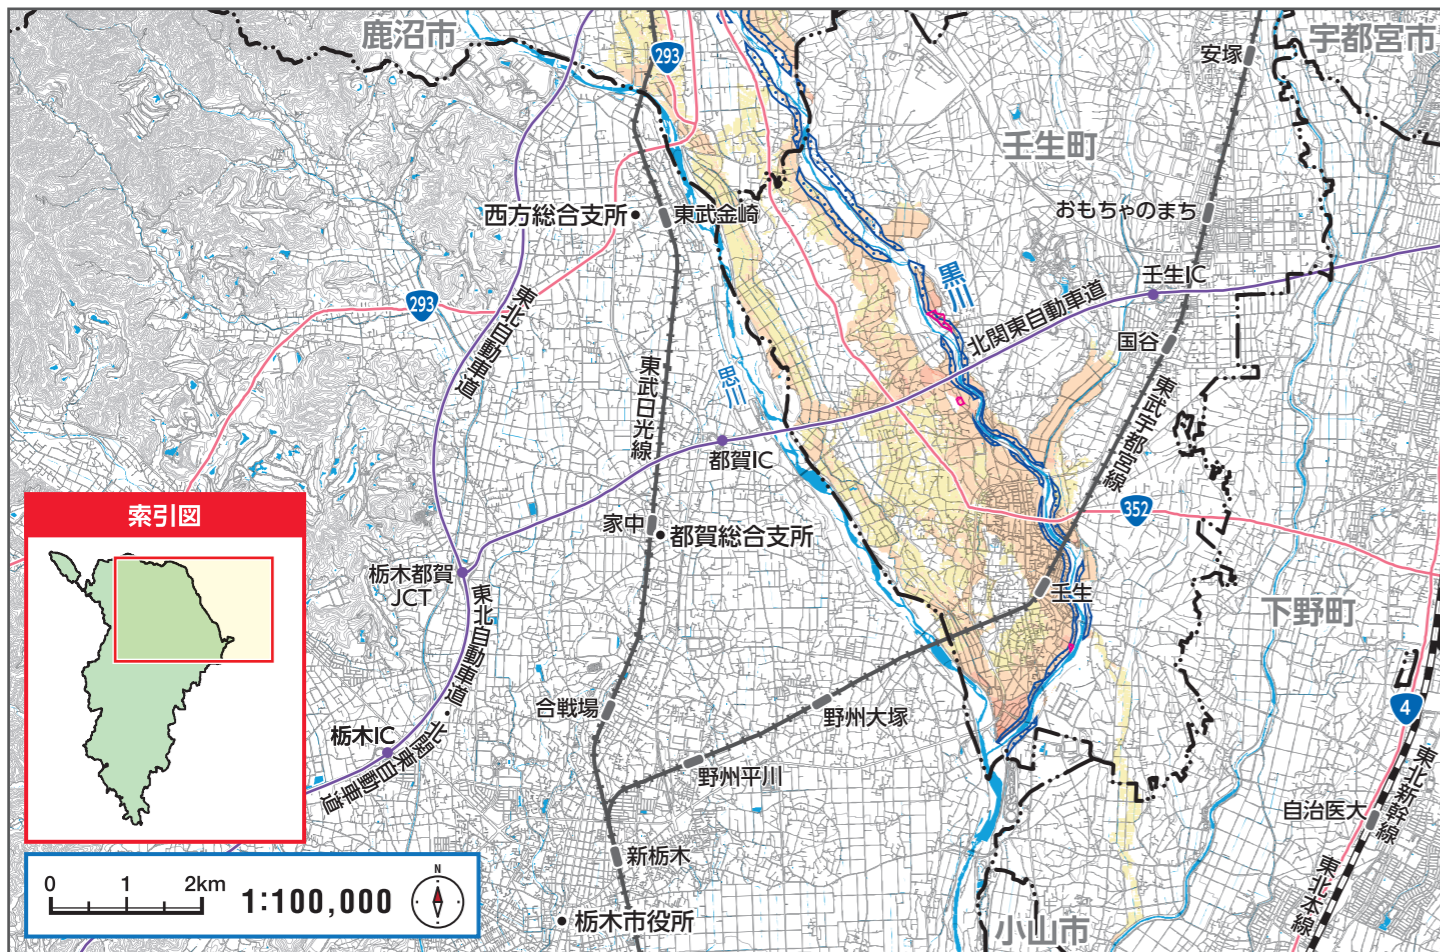 鹿沼市
293
安塚
宇都宮市
壬生町
西方総合支所
東武金崎
おもちゃのまち
黒川
壬生IC
293
東北自動車道
北関東自動車道
国谷
思川
東武日光線
東武宇都宮線
都賀IC
352
索引図
家中
都賀総合支所
栃木都賀
JCT
壬生
下野町
東北自動車道・北関東自動車道
合戦場
野州大塚
4
栃木IC
野州平川
東北新幹線
自治医大
新栃木
東北本線
0 1 2km
1:100,000
N
栃木市役所
小山市